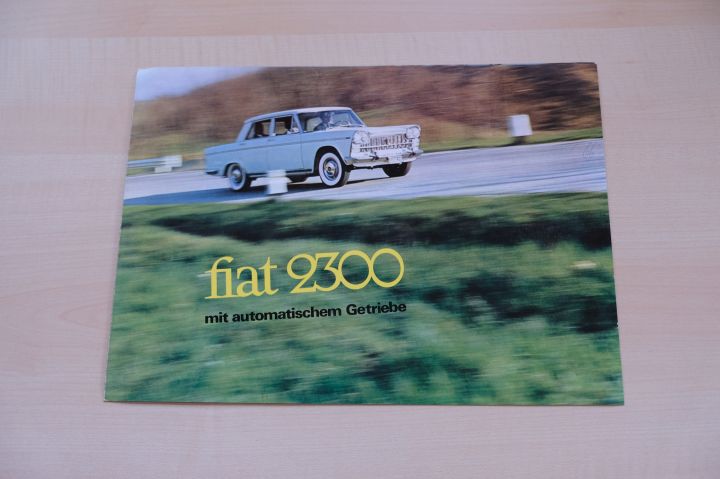 fiat 2300
mit automatischem Getriebe